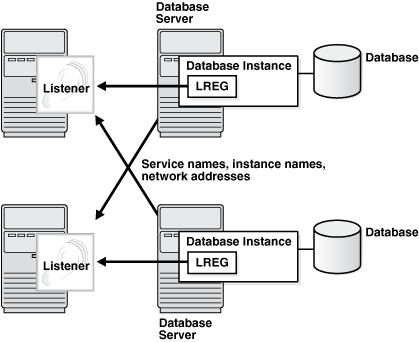 Database
Server
Database
Database Instance
Listener
LREG
Service names, instance names,
network addresses
Database
Database Instance
Listener
LREG
Database
Server